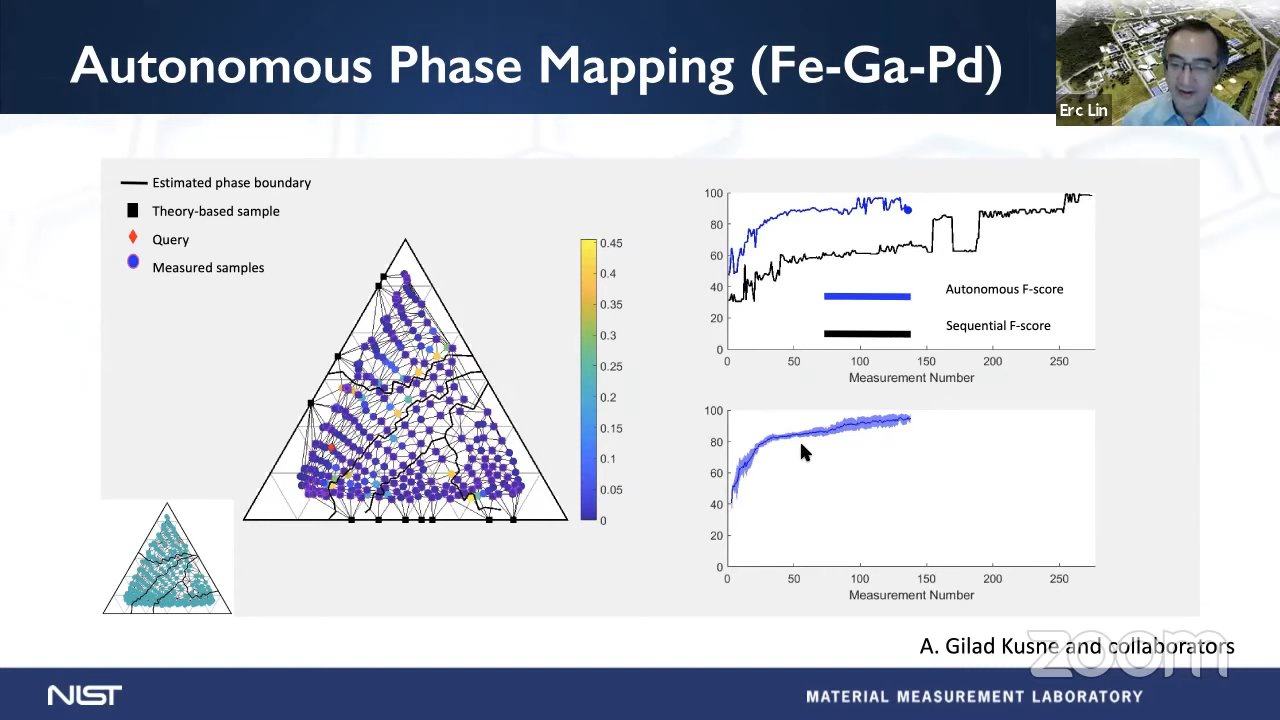 Autonomous Phase Mapping (Fe-Ga-Pd)
Erc Lin
Estimated phase boundary
Theory-based sample
Query
Measured samples
0.45
0.4
0.35
0.3
0.25
0.2
0.15
0.1
0.05
0
100
80
60
40
20
0
Autonomous F-score
Sequential F-score
0 50 100 150 200 250
Measurement Number
100
80
60
40
20
0
0 50 100 150 200 250
Measurement Number
A. Gilad Kusne and collaborators
zoom
NIST
MATERIAL MEASUREMENT LABORATORY